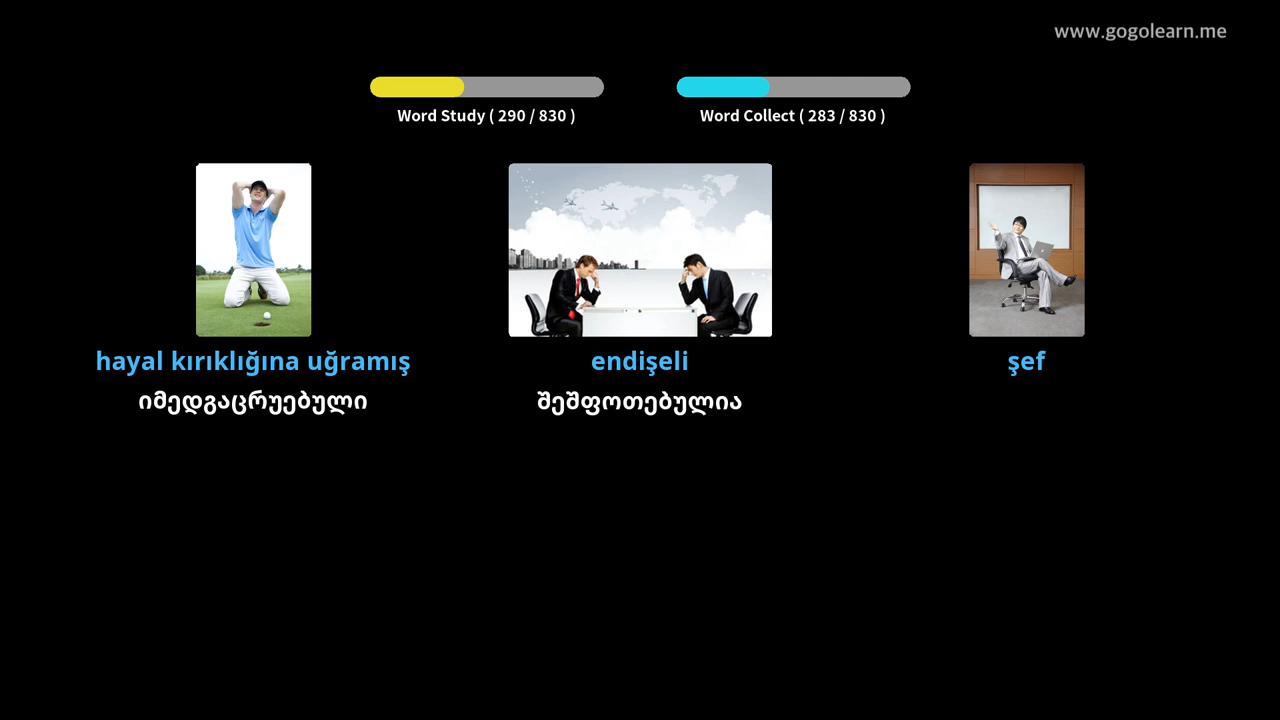 www.gogolearn.me
Word Study ( 290 / 830 )
Word Collect ( 283 / 830 )
hayal kırıklığına uğramış
endişeli
şef
იმედგაცრუებული
შეშფოთებულია